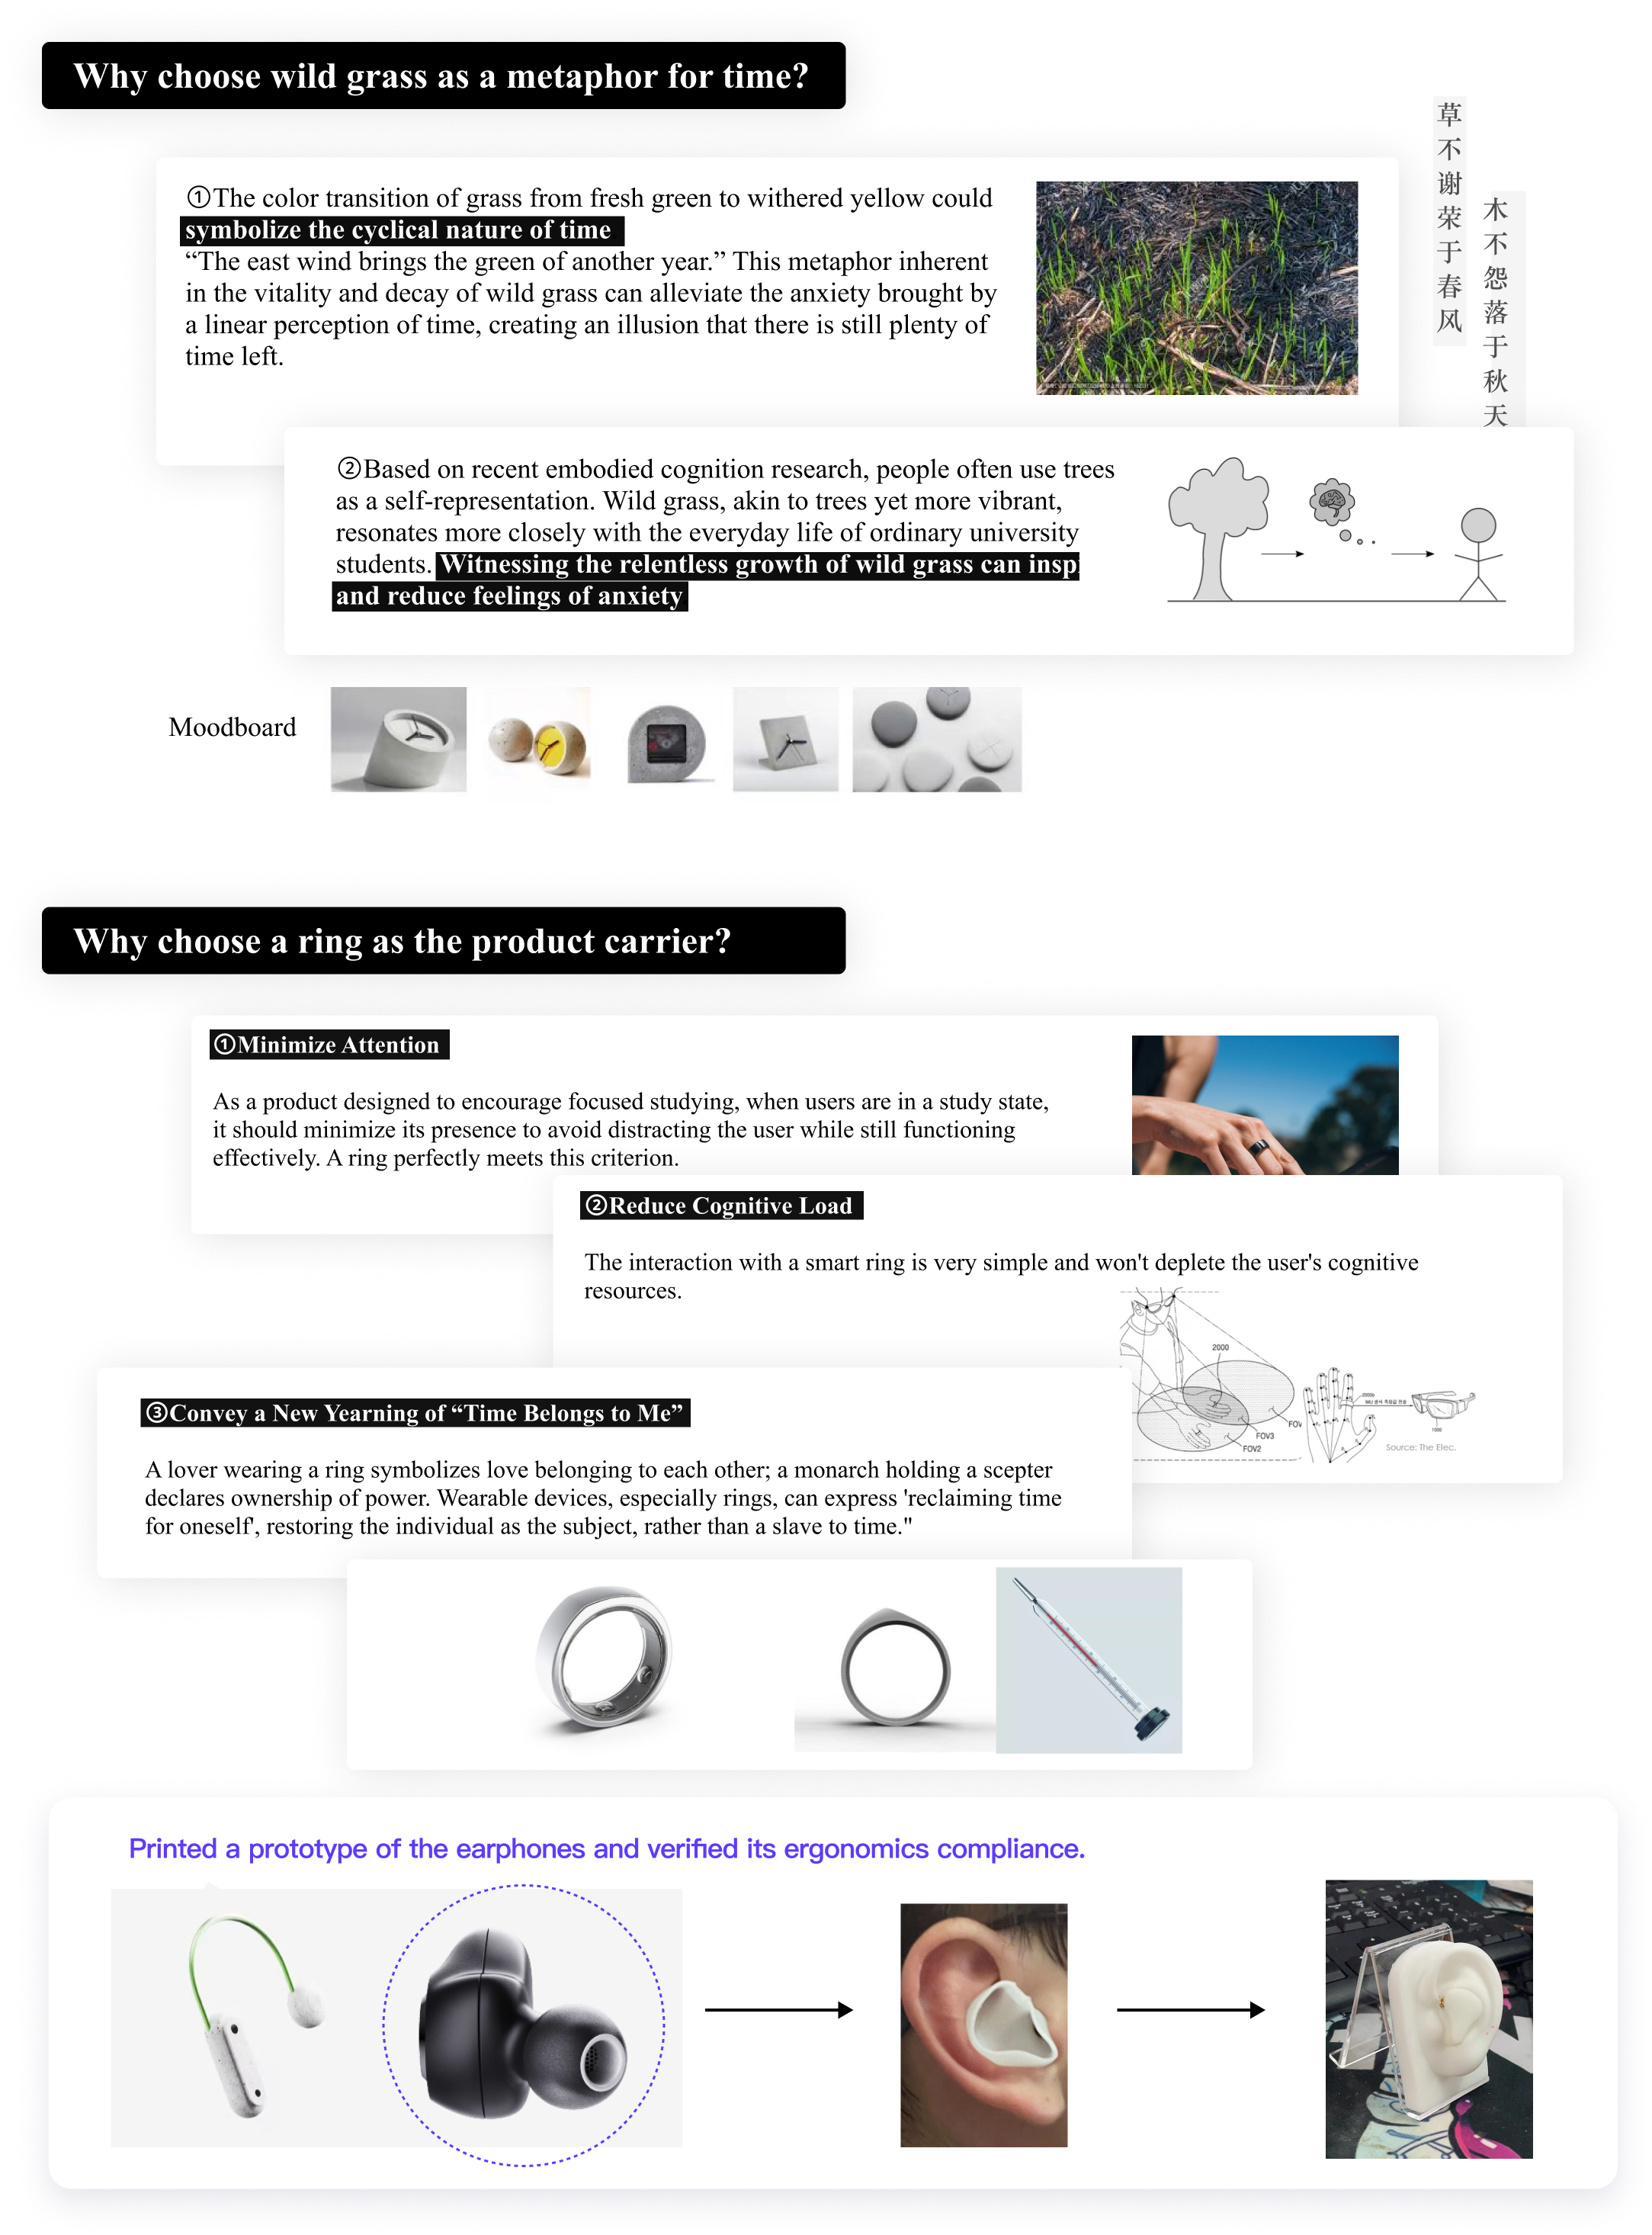 Why choose wild grass as a metaphor for time?
①The color transition of grass from fresh green to withered yellow could
symbolize the cyclical nature of time
“The east wind brings the green of another year.” This metaphor inherent
in the vitality and decay of wild grass can alleviate the anxiety brought by
a linear perception of time, creating an illusion that there is still plenty of
time left.
草不谢荣于春风
木不怨落于秋天
②Based on recent embodied cognition research, people often use trees
as a self-representation. Wild grass, akin to trees yet more vibrant,
resonates more closely with the everyday life of ordinary university
students. Witnessing the relentless growth of wild grass can insp
and reduce feelings of anxiety
Moodboard
Why choose a ring as the product carrier?
①Minimize Attention
As a product designed to encourage focused studying, when users are in a study state,
it should minimize its presence to avoid distracting the user while still functioning
effectively. A ring perfectly meets this criterion.
②Reduce Cognitive Load
The interaction with a smart ring is very simple and won't deplete the user's cognitive
resources.
2000
FOV
FOV3
FOV2
2000b
1000
Source: The Elec.
③Convey a New Yearning of “Time Belongs to Me”
A lover wearing a ring symbolizes love belonging to each other; a monarch holding a scepter
declares ownership of power. Wearable devices, especially rings, can express 'reclaiming time
for oneself', restoring the individual as the subject, rather than a slave to time."
Printed a prototype of the earphones and verified its ergonomics compliance.